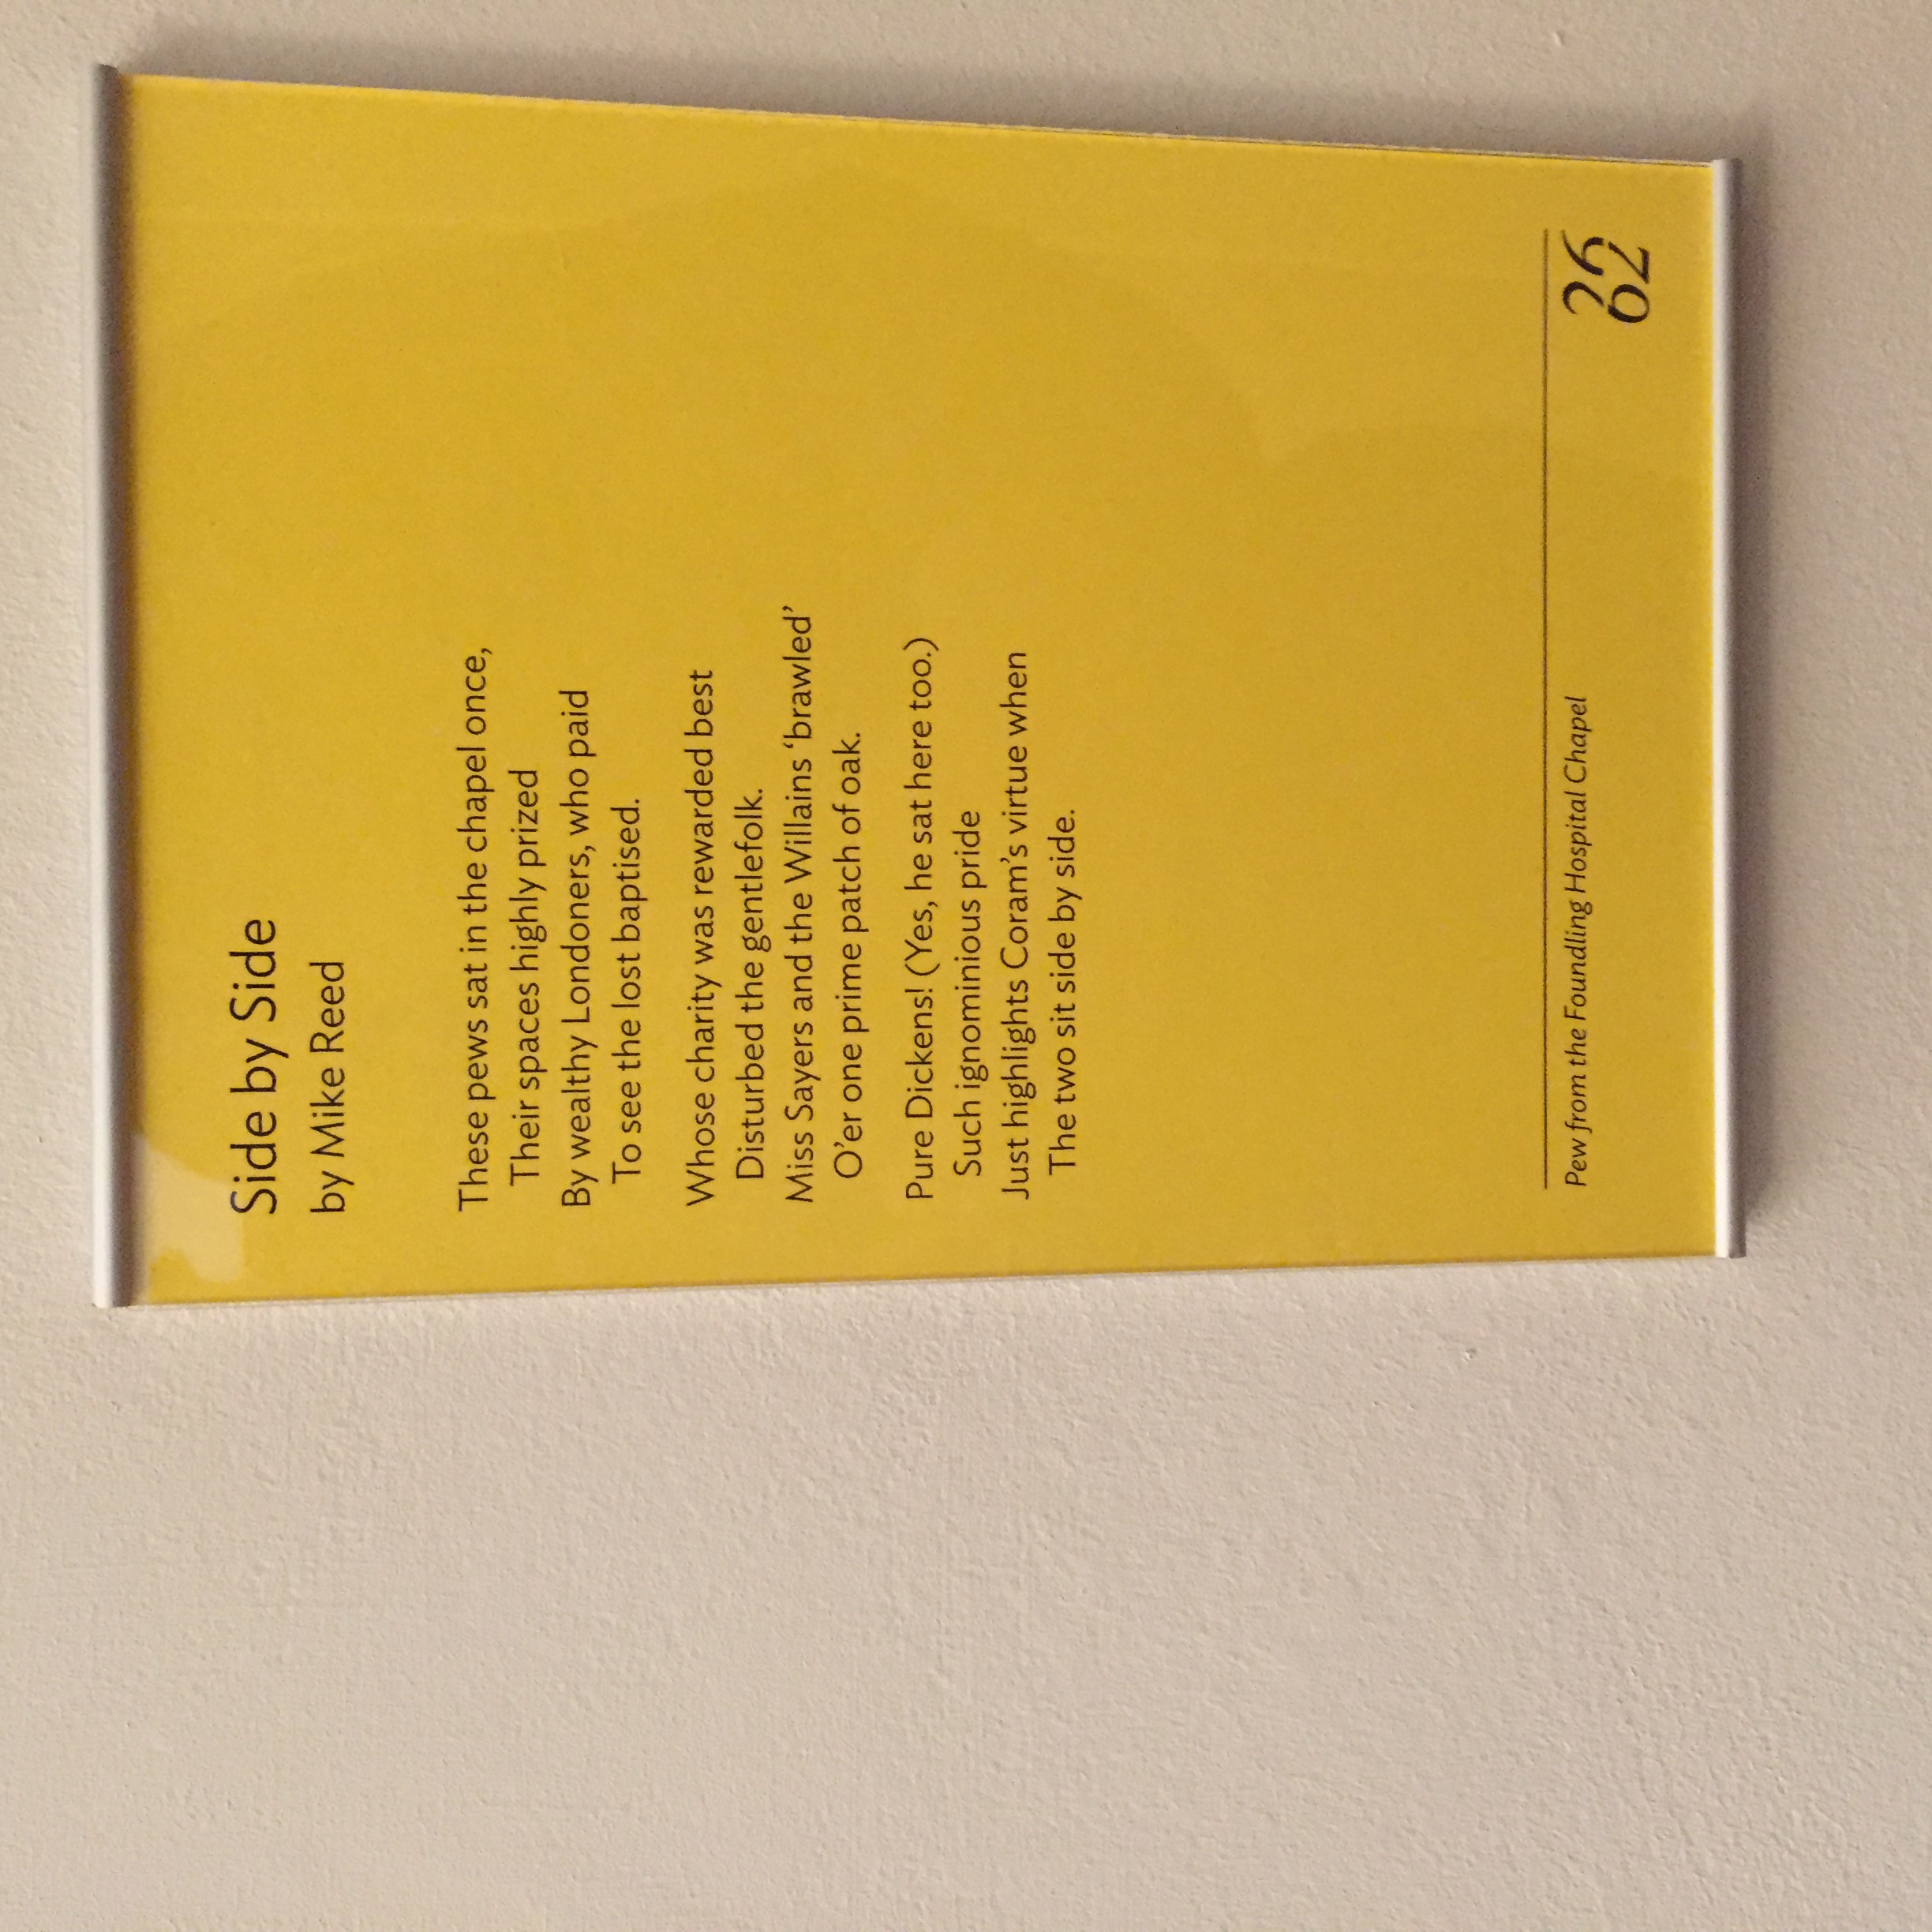 Side by Side
by Mike Reed
These pews sat in the chapel once,
Their spaces highly prized
By wealthy Londoners, who paid
To see the lost baptised.
Whose charity was rewarded best
Disturbed the gentlefolk.
Miss Sayers and the Willains ‘brawled’
O’er one prime patch of oak.
Pure Dickens! (Yes, he sat here too.)
Such ignominious pride
Just highlights Coram’s virtue when
The two sit side by side.
Pew from the Foundling Hospital Chapel
26